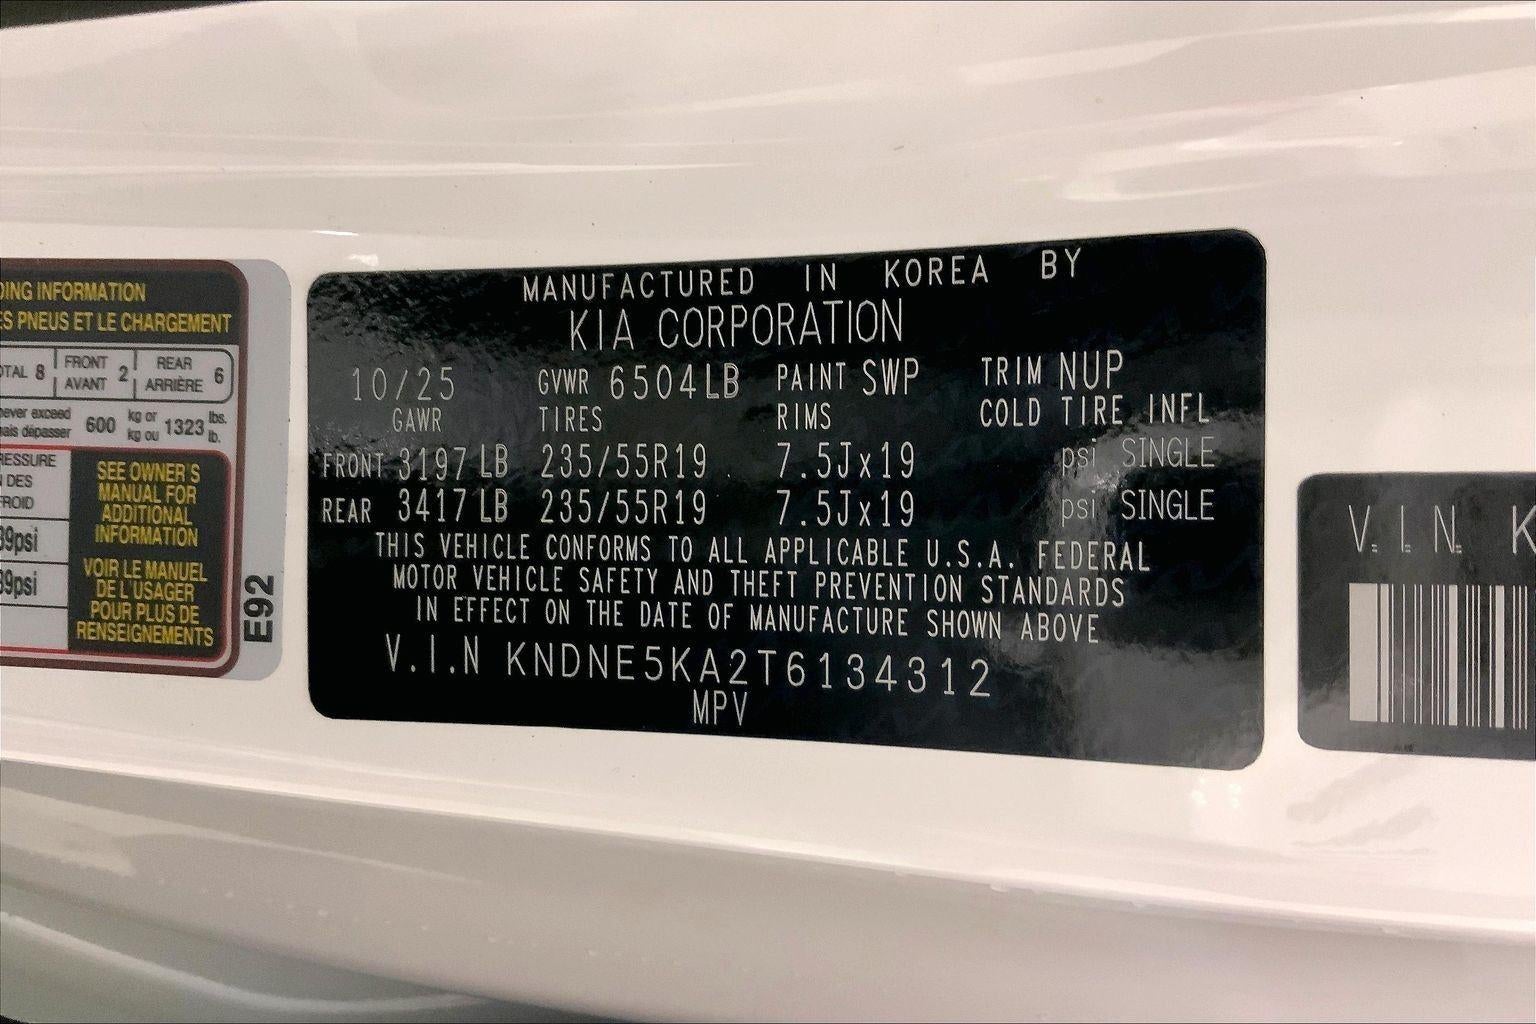 ING INFORMATION
ES PNEUS ET LE CHARGEMENT
OTAL 8 FRONT AVANT 2 REAR ARRIÈRE 6
never exceed 600 kg or 1323 lbs.
ais dépasser kg ou lb.
RESSURE
DES
FROID
39psi
39psi
SEE OWNER'S
MANUAL FOR
ADDITIONAL
INFORMATION
VOIR LE MANUEL
DE L'USAGER
POUR PLUS DE
RENSEIGNEMENTS
E92
MANUFACTURED IN KOREA BY
KIA CORPORATION
10/25 GVWR 6504LB PAINT SWP TRIM NUP
GAWR TIRES RIMS COLD TIRE INFL
FRONT 3197 LB 235/55R19 7.5Jx19 psi SINGLE
REAR 3417 LB 235/55R19 7.5Jx19 psi SINGLE
THIS VEHICLE CONFORMS TO ALL APPLICABLE U.S.A. FEDERAL
MOTOR VEHICLE SAFETY AND THEFT PREVENTION STANDARDS
IN EFFECT ON THE DATE OF MANUFACTURE SHOWN ABOVE
V.I.N KNDNE5KA2T6134312
MPV
V.I.N. K